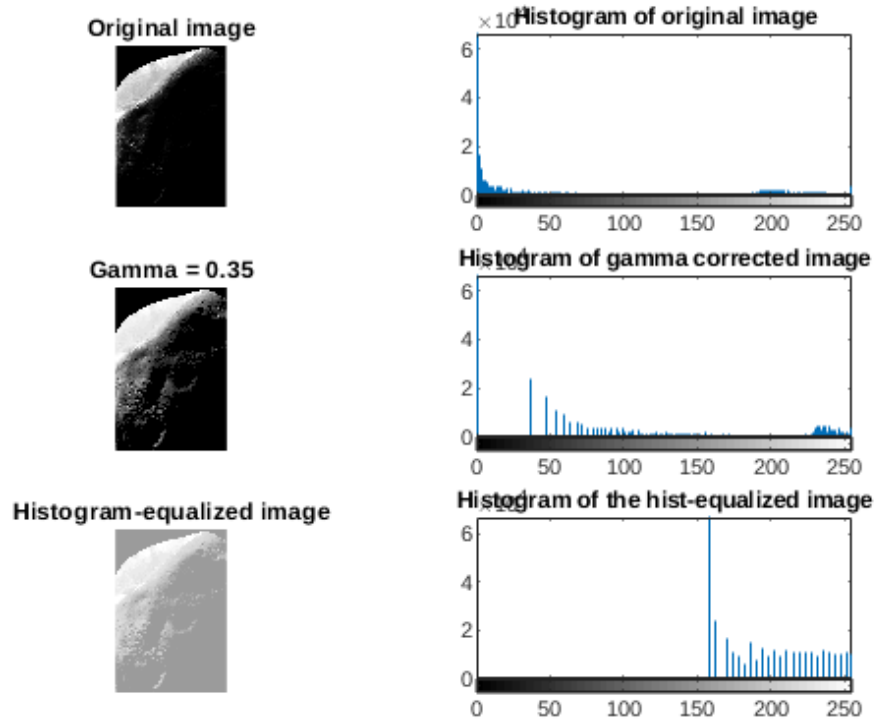 Original image
Histogram of original image
6
4
2
0
0 50 100 150 200 250
Gamma = 0.35
Histogram of gamma corrected image
6
4
2
0
0 50 100 150 200 250
Histogram-equalized image
Histogram of the hist-equalized image
6
4
2
0
0 50 100 150 200 250